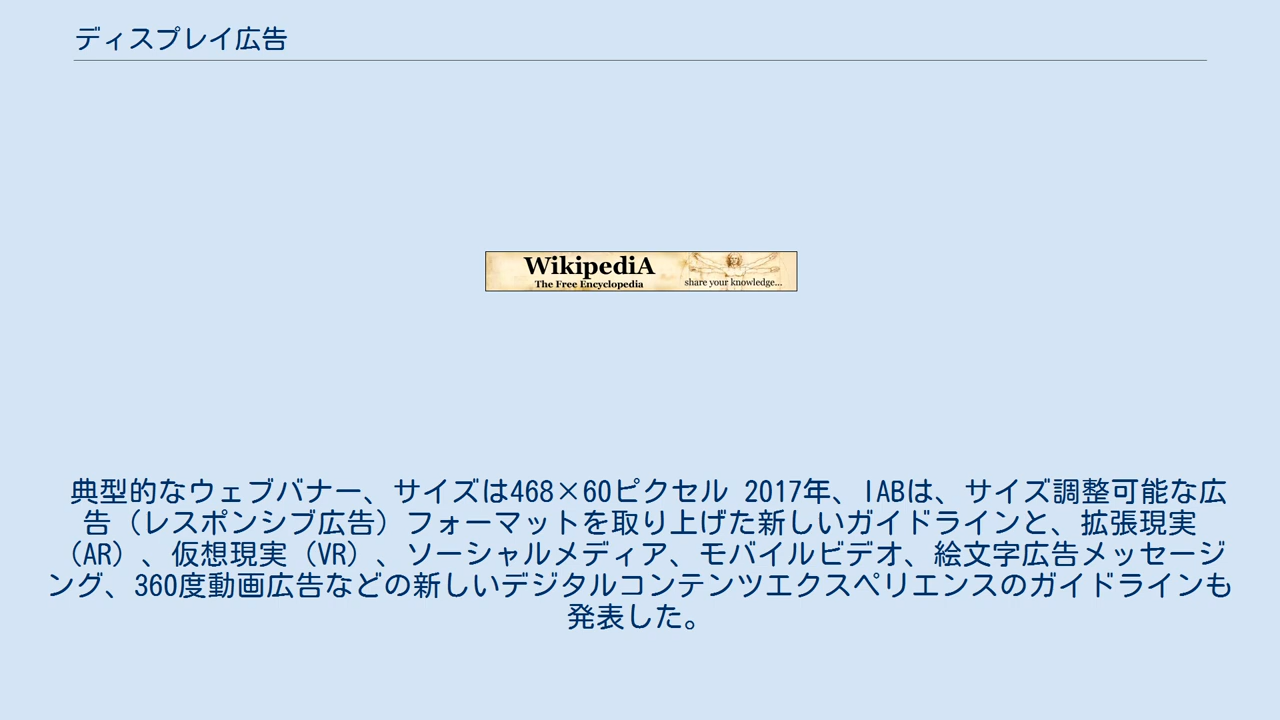 ディスプレイ広告
WikipediA
The Free Encyclopedia
share your knowledge...
典型的なウェブバナー、サイズは468×60ピクセル 2017年、IABは、サイズ調整可能な広
告（レスポンシブ広告）フォーマットを取り上げた新しいガイドラインと、拡張現実
（AR）、仮想現実（VR）、ソーシャルメディア、モバイルビデオ、絵文字広告メッセージ
ング、360度動画広告などの新しいデジタルコンテンツエクスペリエンスのガイドラインも
発表した。